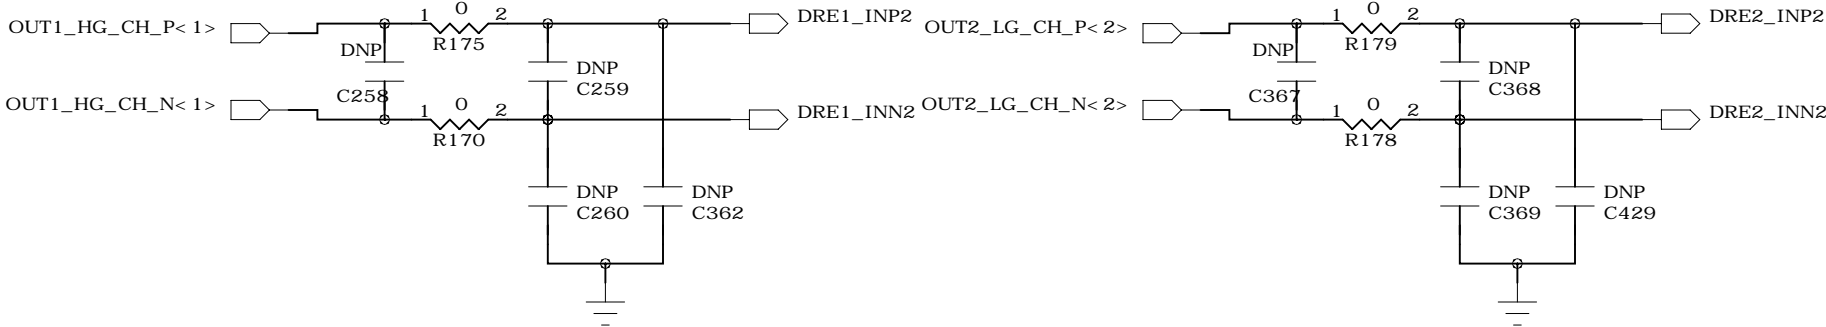 OUT1_HG_CH_P<1>
1
0
2
R175
DRE1_INP2
DNP
C258
DNP
C259
OUT1_HG_CH_N<1>
1
0
2
R170
DRE1_INN2
DNP
C260
DNP
C362
OUT2_LG_CH_P<2>
1
0
2
R179
DRE2_INP2
DNP
C367
DNP
C368
OUT2_LG_CH_N<2>
1
0
2
R178
DRE2_INN2
DNP
C369
DNP
C429